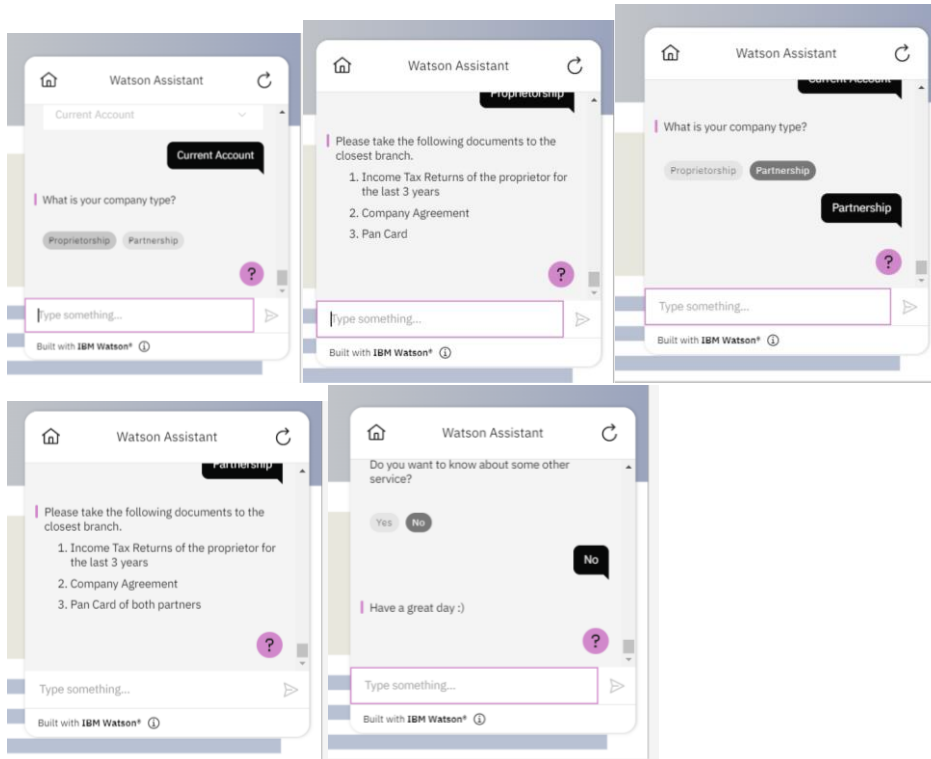 Watson Assistant
Current Account
Current Account
What is your company type?
Proprietorship Partnership
?
Type something...
Built with IBM Watson®
Watson Assistant
Proprietorship
Please take the following documents to the
closest branch.
1. Income Tax Returns of the proprietor for
the last 3 years
2. Company Agreement
3. Pan Card
?
Type something...
Built with IBM Watson®
Watson Assistant
Current Account
What is your company type?
Proprietorship Partnership
Partnership
?
Type something...
Built with IBM Watson®
Watson Assistant
Partnership
Please take the following documents to the
closest branch.
1. Income Tax Returns of the proprietor for
the last 3 years
2. Company Agreement
3. Pan Card of both partners
?
Type something...
Built with IBM Watson®
Watson Assistant
Do you want to know about some other
service?
Yes No
No
Have a great day :)
?
Type something...
Built with IBM Watson®